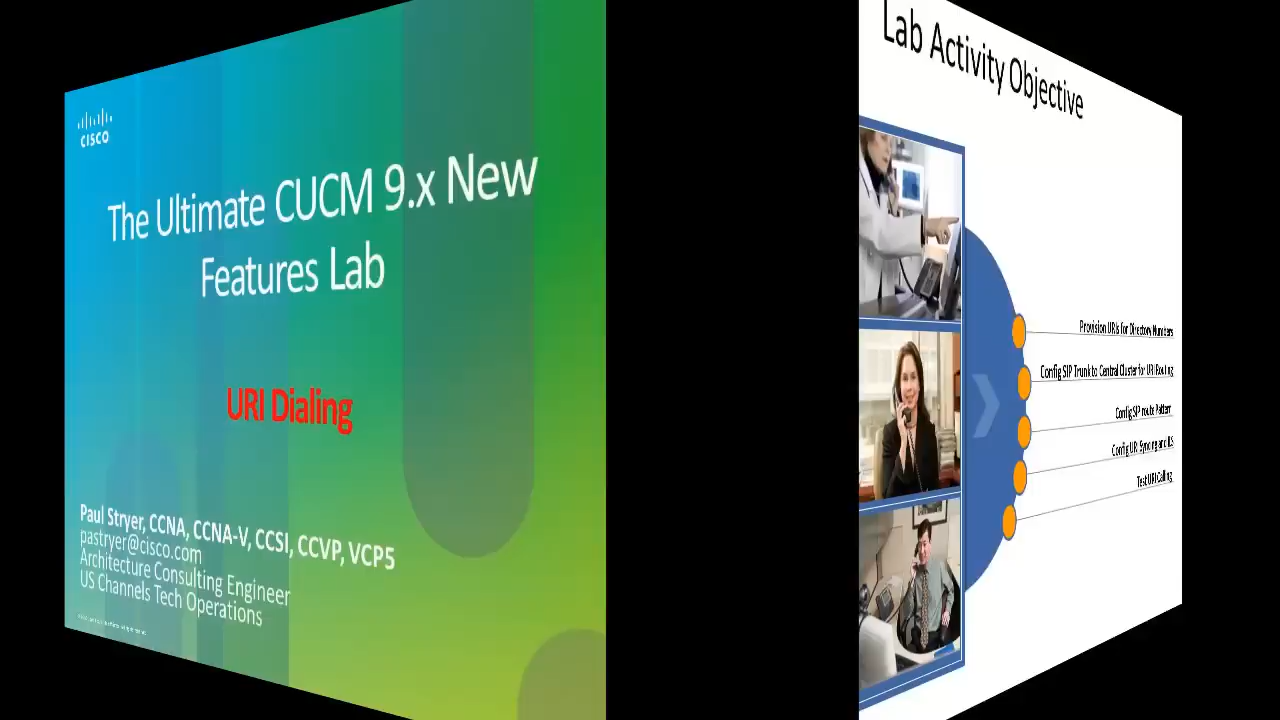 CISCO
The Ultimate CUCM 9.x New
Features Lab
URI Dialing
Paul Stryer, CCNA, CCNA-V, CCSI, CCVP, VCP5
pastryer@cisco.com
Architecture Consulting Engineer
US Channels Tech Operations
Lab Activity Objective
Provision URIs for Directory Numbers
Config SIP Trunk to Central Cluster for URI Routing
Config SIP route Pattern
Config URI Syncing and ILS
Test URI Calling